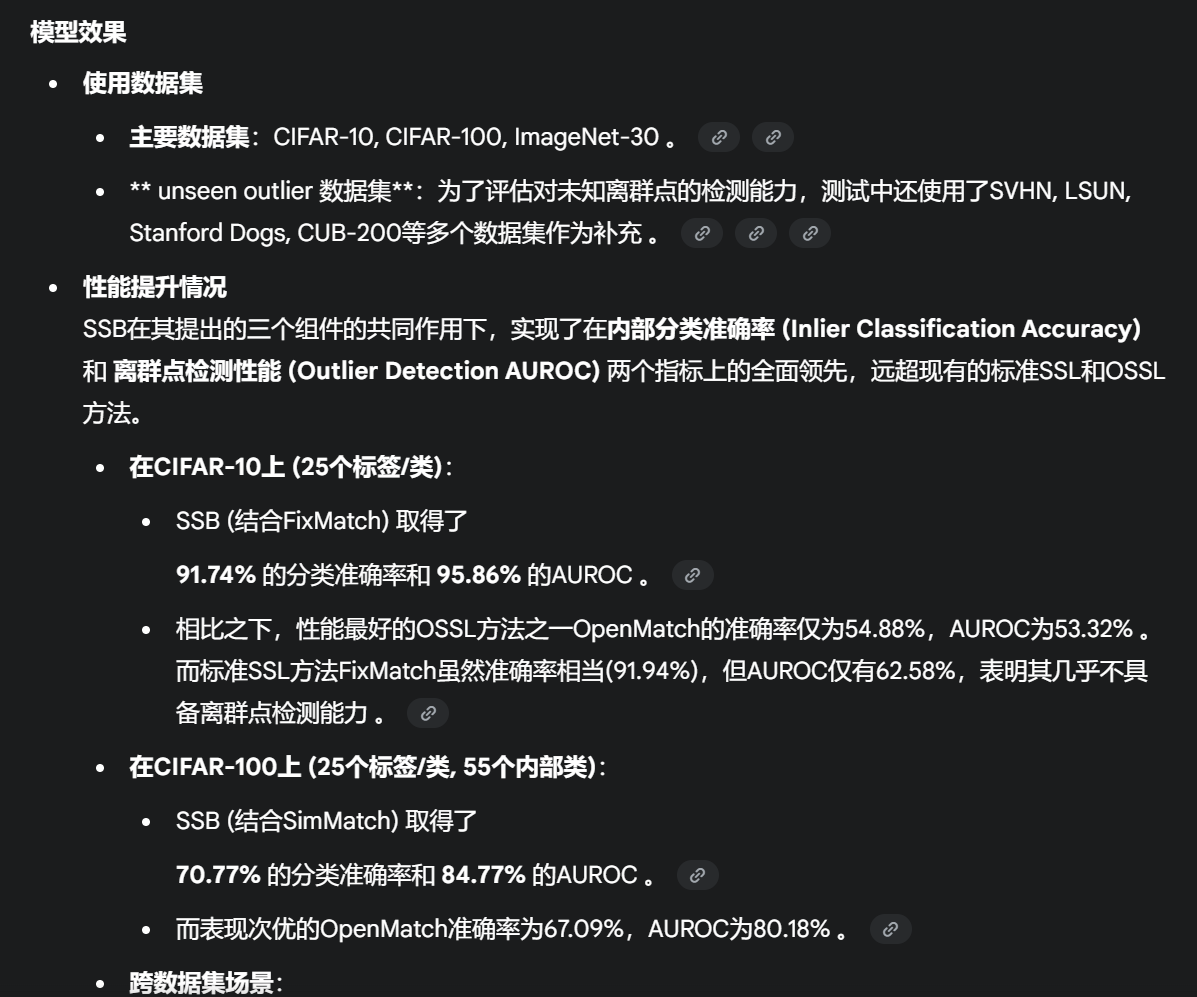 模型效果
使用数据集
主要数据集：CIFAR-10, CIFAR-100, ImageNet-30 。
** unseen outlier 数据集**：为了评估对未知离群点的检测能力，测试中还使用了SVHN, LSUN,
Stanford Dogs, CUB-200等多个数据集作为补充 。
性能提升情况
SSB在其提出的三个组件的共同作用下，实现了在内部分类准确率 (Inlier Classification Accuracy)
和 离群点检测性能 (Outlier Detection AUROC) 两个指标上的全面领先，远超现有的标准SSL和OSSL
方法。
在CIFAR-10上 (25个标签/类)：
SSB (结合FixMatch) 取得了
91.74% 的分类准确率和 95.86% 的AUROC 。
相比之下，性能最好的OSSL方法之一OpenMatch的准确率仅为54.88%，AUROC为53.32% 。
而标准SSL方法FixMatch虽然准确率相当(91.94%)，但AUROC仅有62.58%，表明其几乎不具
备离群点检测能力 。
在CIFAR-100上 (25个标签/类, 55个内部类)：
SSB (结合SimMatch) 取得了
70.77% 的分类准确率和 84.77% 的AUROC 。
而表现次优的OpenMatch准确率为67.09%，AUROC为80.18% 。
跨数据集场景：